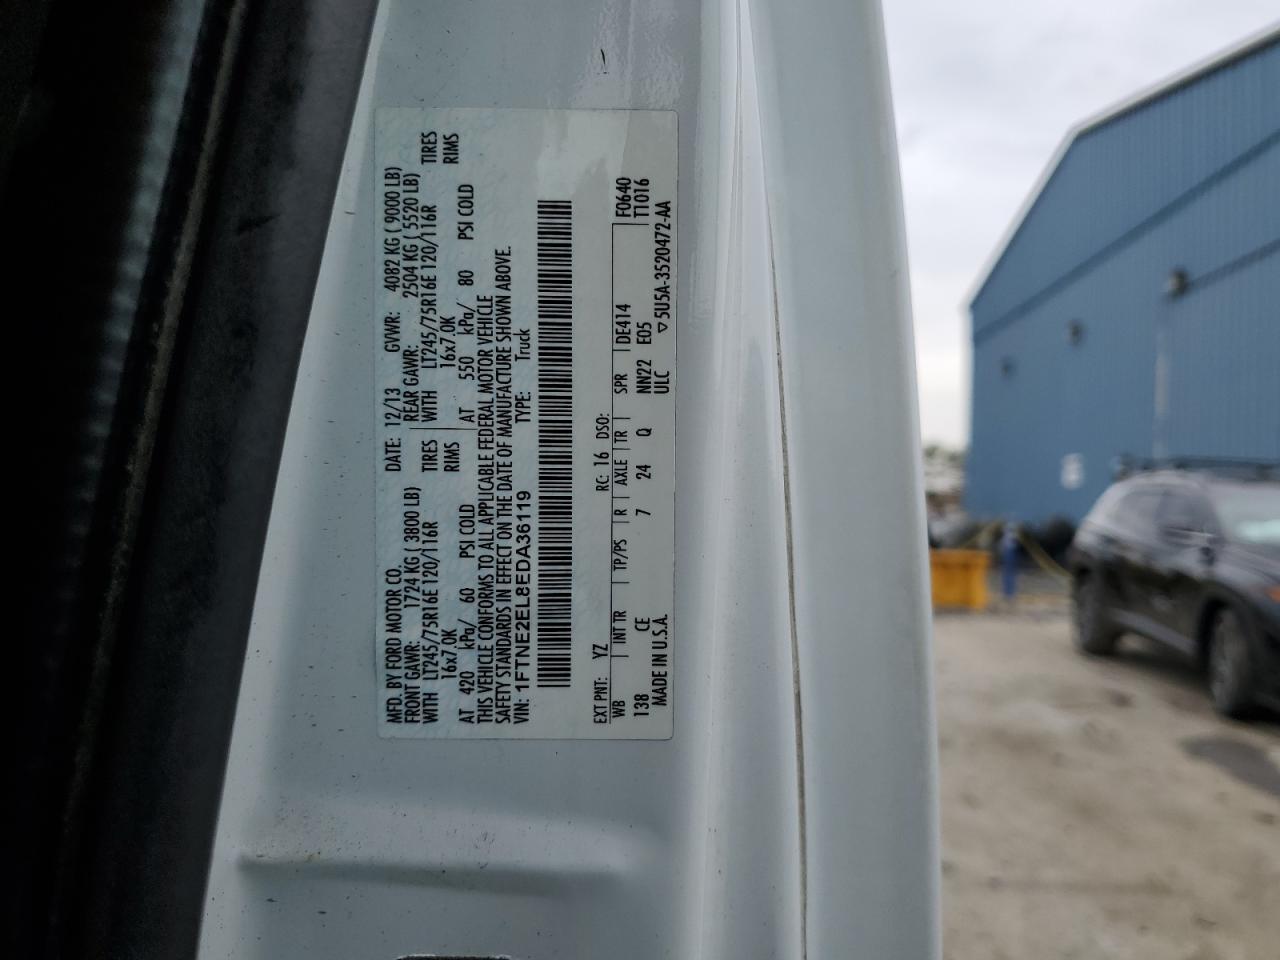 MFD. BY FORD MOTOR CO.
DATE: 12/13 GVWR: 4082 KG ( 9000 LB)
FRONT GAWR: 1724 KG ( 3800 LB) REAR GAWR: 2504 KG ( 5520 LB)
WITH LT245/75R16E 120/116R TIRES WITH LT245/75R16E 120/116R TIRES
16x7.0K RIMS 16x7.0K RIMS
AT 420 kPa/ 60 PSI COLD AT 550 kPa/ 80 PSI COLD
THIS VEHICLE CONFORMS TO ALL APPLICABLE FEDERAL MOTOR VEHICLE
SAFETY STANDARDS IN EFFECT ON THE DATE OF MANUFACTURE SHOWN ABOVE.
VIN: 1FTNE2EL8EDA36119 TYPE: Truck
EXT PNT: YZ RC: 16 DSO:
WB INT TR TP/PS R AXLE TR SPR DE414 F0640
138 CE 7 24 Q NN22 E05 T1016
MADE IN U.S.A. ULC ▽5U5A-3520472-AA